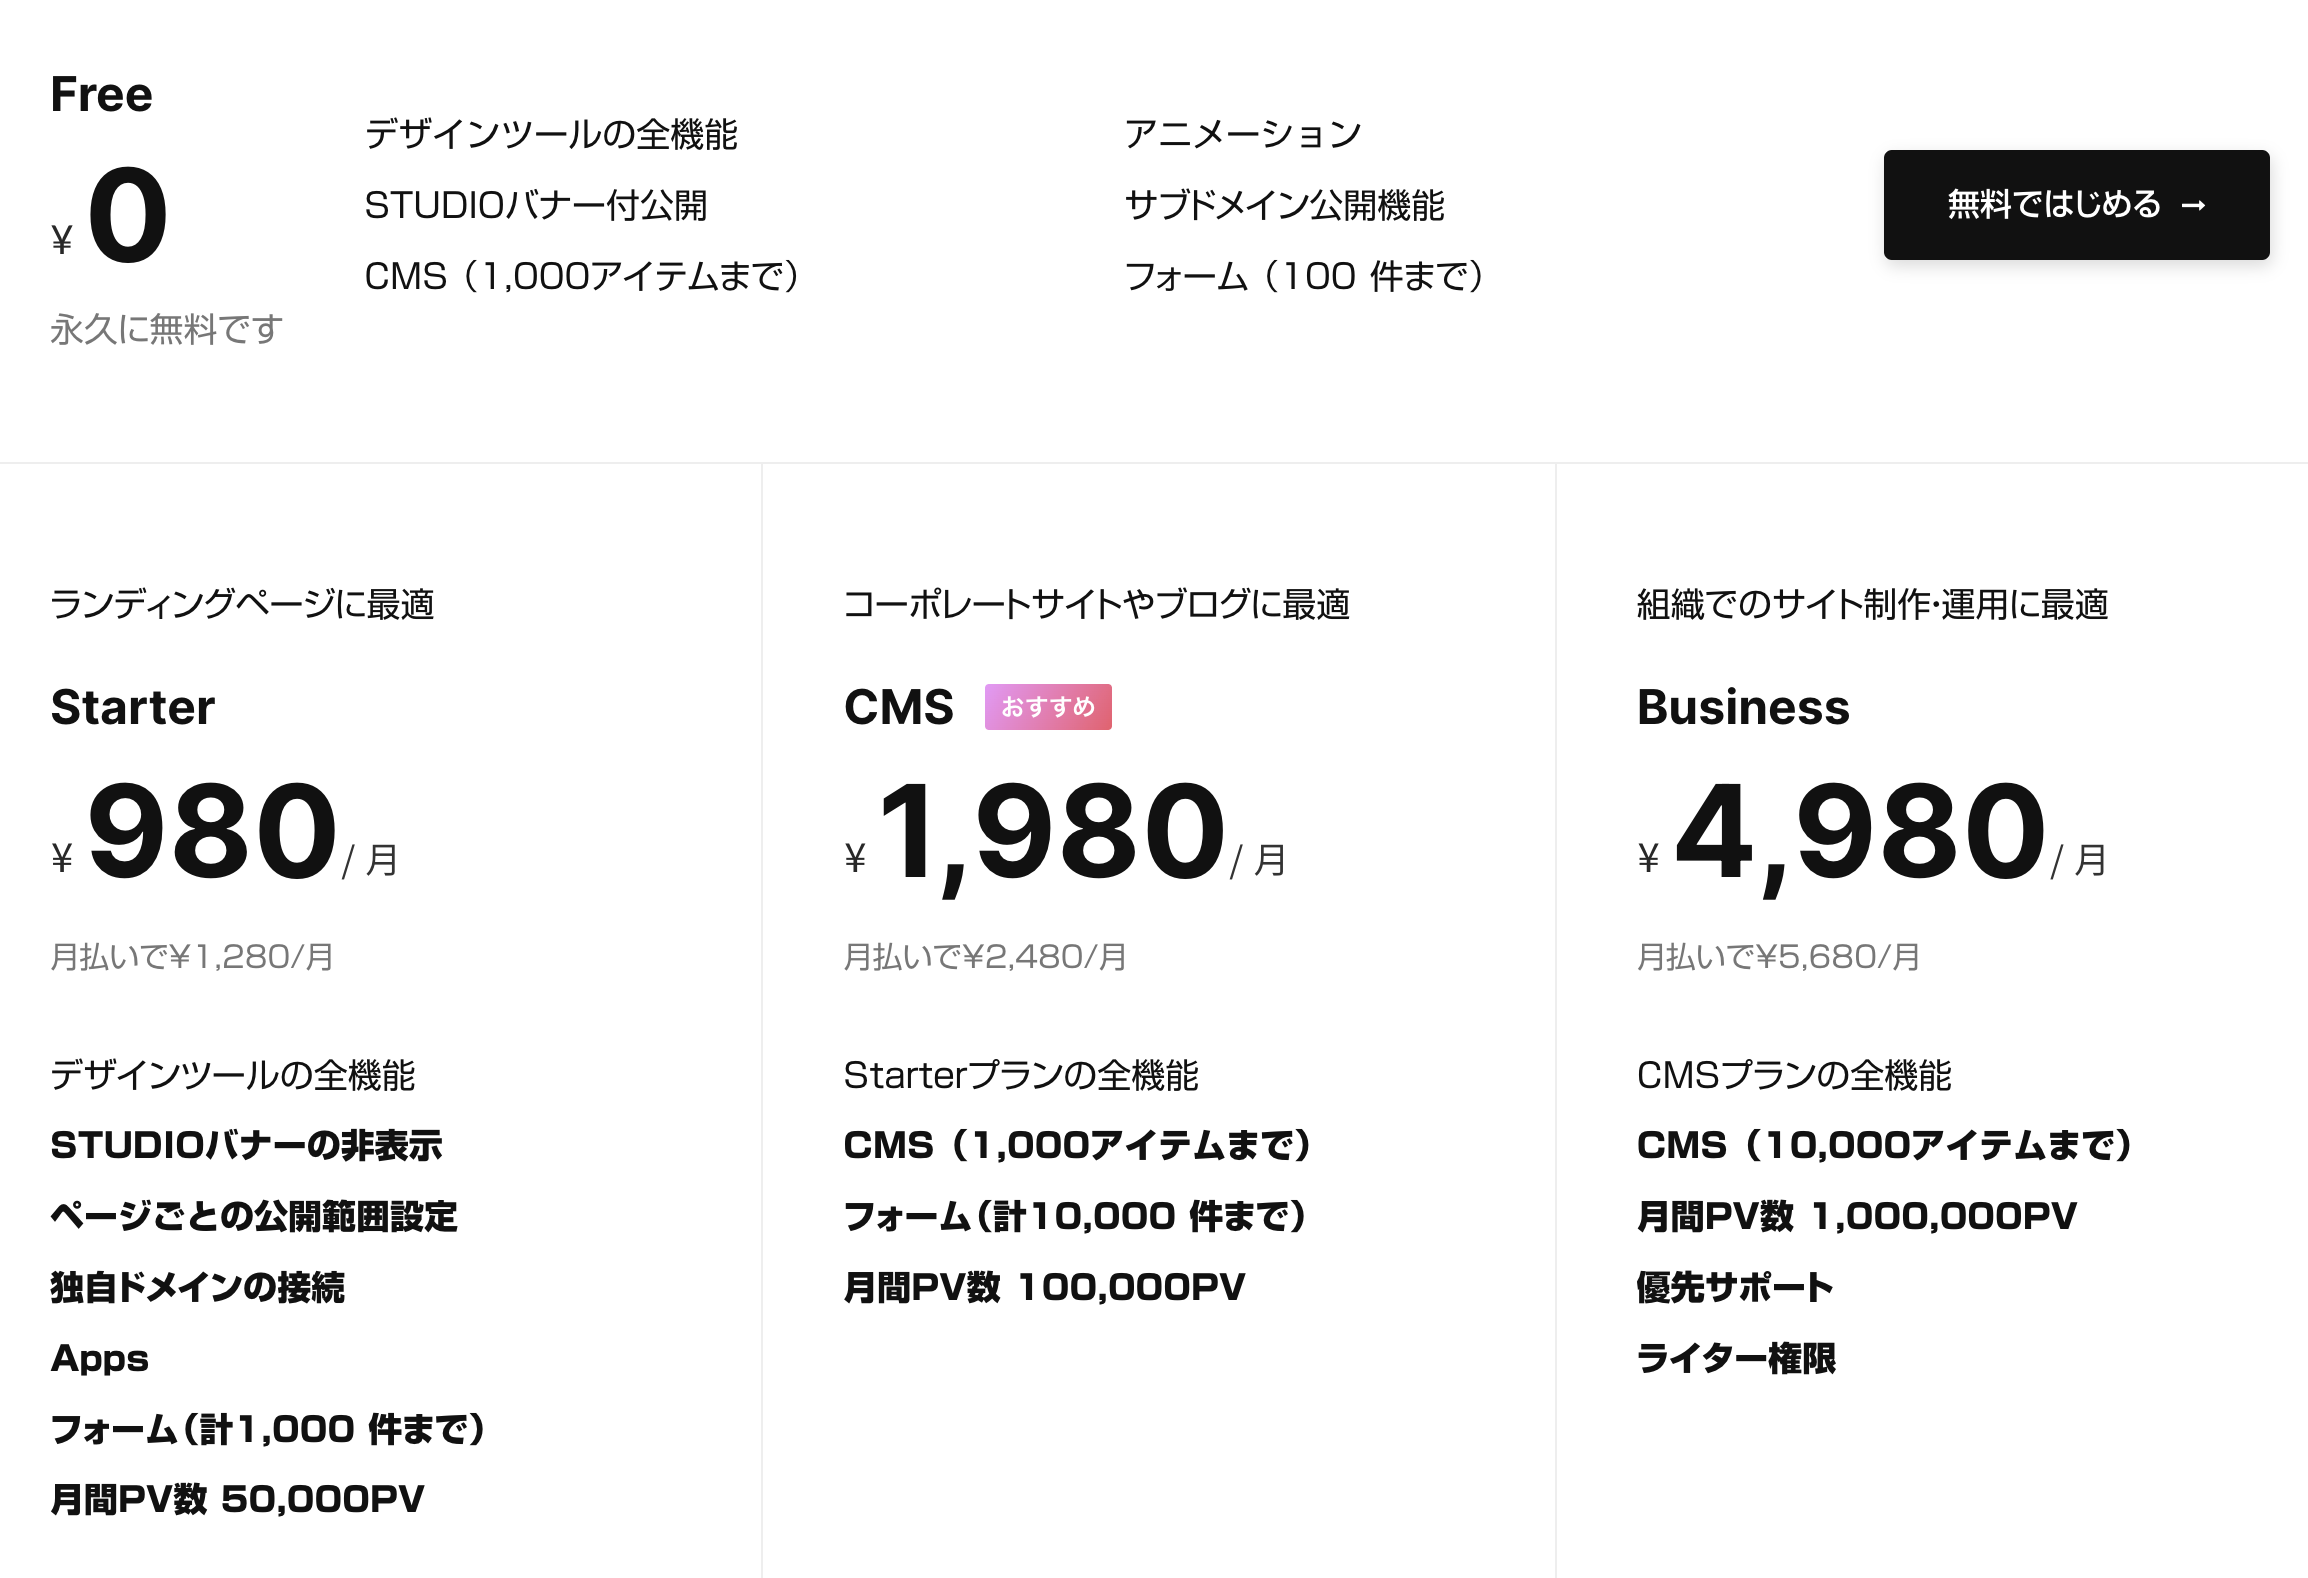 Free
¥ 0
永久に無料です
デザインツールの全機能
STUDIOバナー付公開
CMS（1,000アイテムまで）
アニメーション
サブドメイン公開機能
フォーム（100 件まで）
無料ではじめる →
ランディングページに最適
Starter
¥ 980 / 月
月払いで¥1,280/月
デザインツールの全機能
STUDIOバナーの非表示
ページごとの公開範囲設定
独自ドメインの接続
Apps
フォーム（計1,000 件まで）
月間PV数 50,000PV
コーポレートサイトやブログに最適
CMS おすすめ
¥ 1,980 / 月
月払いで¥2,480/月
Starterプランの全機能
CMS（1,000アイテムまで）
フォーム（計10,000 件まで）
月間PV数 100,000PV
組織でのサイト制作・運用に最適
Business
¥ 4,980 / 月
月払いで¥5,680/月
CMSプランの全機能
CMS（10,000アイテムまで）
月間PV数 1,000,000PV
優先サポート
ライター権限